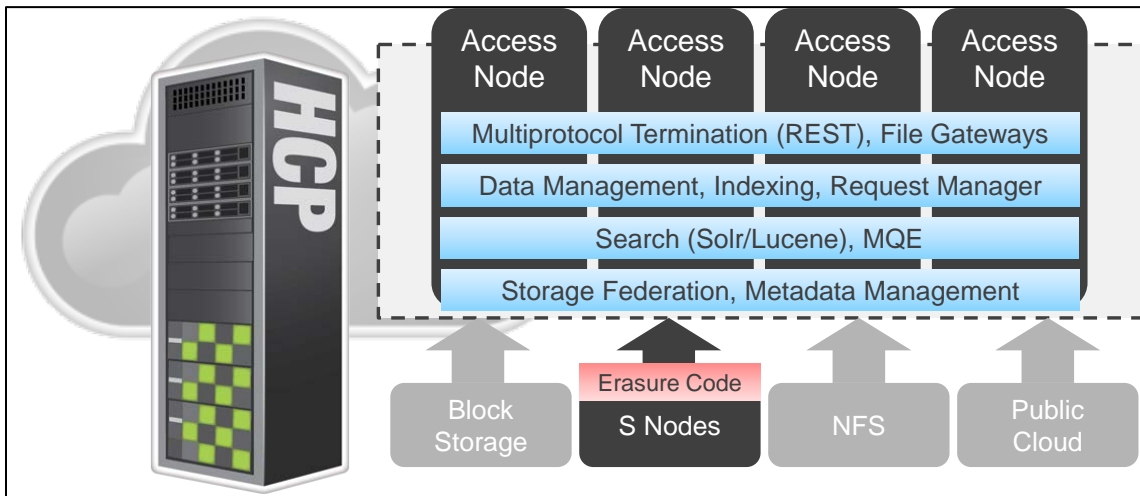 HCP
Access
Node
Access
Node
Access
Node
Access
Node
Multiprotocol Termination (REST), File Gateways
Data Management, Indexing, Request Manager
Search (Solr/Lucene), MQE
Storage Federation, Metadata Management
Block
Storage
Erasure Code
S Nodes
NFS
Public
Cloud